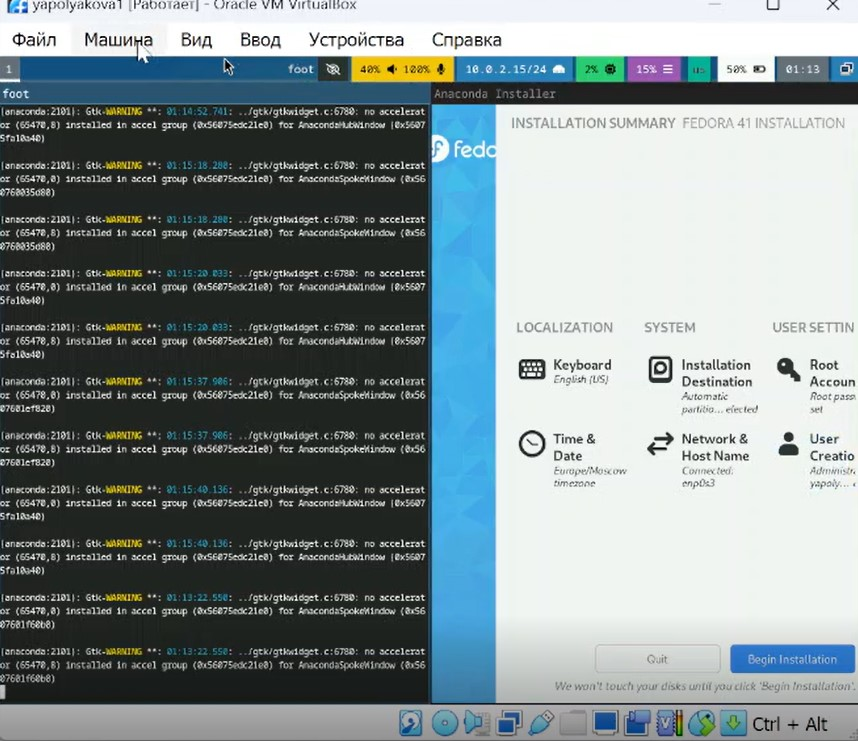 yapolyakova1 [Работает] - Oracle VM VirtualBox
Файл Машина Вид Ввод Устройства Справка
1 foot 40% 100% 10.0.2.15/24 2% 15% us 50% 01:13
foot
Anaconda Installer
(anaconda:2101): Gtk-WARNING **: 01:14:52.741: ../gtk/gtkwidget.c:6780: no accelerat
or (65470,8) installed in accel group (0x56075edc21e0) for AnacondaHubWindow (0x5607
5fa10a40)
(anaconda:2101): Gtk-WARNING **: 01:15:18.280: ../gtk/gtkwidget.c:6780: no accelerat
or (65470,0) installed in accel group (0x56075edc21e0) for AnacondaSpokeWindow (0x56
0760035d80)
(anaconda:2101): Gtk-WARNING **: 01:15:18.280: ../gtk/gtkwidget.c:6780: no accelerat
or (65470,8) installed in accel group (0x56075edc21e0) for AnacondaSpokeWindow (0x56
0760035d80)
(anaconda:2101): Gtk-WARNING **: 01:15:20.033: ../gtk/gtkwidget.c:6780: no accelerat
or (65470,0) installed in accel group (0x56075edc21e0) for AnacondaHubWindow (0x5607
5fa10a40)
(anaconda:2101): Gtk-WARNING **: 01:15:20.033: ../gtk/gtkwidget.c:6780: no accelerat
or (65470,8) installed in accel group (0x56075edc21e0) for AnacondaHubWindow (0x5607
5fa10a40)
(anaconda:2101): Gtk-WARNING **: 01:15:37.906: ../gtk/gtkwidget.c:6780: no accelerat
or (65470,0) installed in accel group (0x56075edc21e0) for AnacondaSpokeWindow (0x56
07601ef820)
(anaconda:2101): Gtk-WARNING **: 01:15:37.906: ../gtk/gtkwidget.c:6780: no accelerat
or (65470,8) installed in accel group (0x56075edc21e0) for AnacondaSpokeWindow (0x56
07601ef820)
(anaconda:2101): Gtk-WARNING **: 01:15:40.136: ../gtk/gtkwidget.c:6780: no accelerat
or (65470,0) installed in accel group (0x56075edc21e0) for AnacondaHubWindow (0x5607
5fa10a40)
(anaconda:2101): Gtk-WARNING **: 01:15:40.136: ../gtk/gtkwidget.c:6780: no accelerat
or (65470,8) installed in accel group (0x56075edc21e0) for AnacondaHubWindow (0x5607
5fa10a40)
(anaconda:2101): Gtk-WARNING **: 01:13:22.550: ../gtk/gtkwidget.c:6780: no accelerat
or (65470,0) installed in accel group (0x56075edc21e0) for AnacondaSpokeWindow (0x56
07601f60b0)
(anaconda:2101): Gtk-WARNING **: 01:13:22.550: ../gtk/gtkwidget.c:6780: no accelerat
or (65470,8) installed in accel group (0x56075edc21e0) for AnacondaSpokeWindow (0x56
07601f60b0)
fedo
INSTALLATION SUMMARY FEDORA 41 INSTALLATION
LOCALIZATION
Keyboard
English (US)
Time &
Date
Europe/Moscow
timezone
SYSTEM
Installation
Destination
Automatic
partitio... elected
Network &
Host Name
Connected:
enp0s3
USER SETTIN
Root
Accoun
Root pass
set
User
Creatio
Administr
yapoly...
Quit
Begin Installation
We won't touch your disks until you click 'Begin Installation'.
Ctrl + Alt